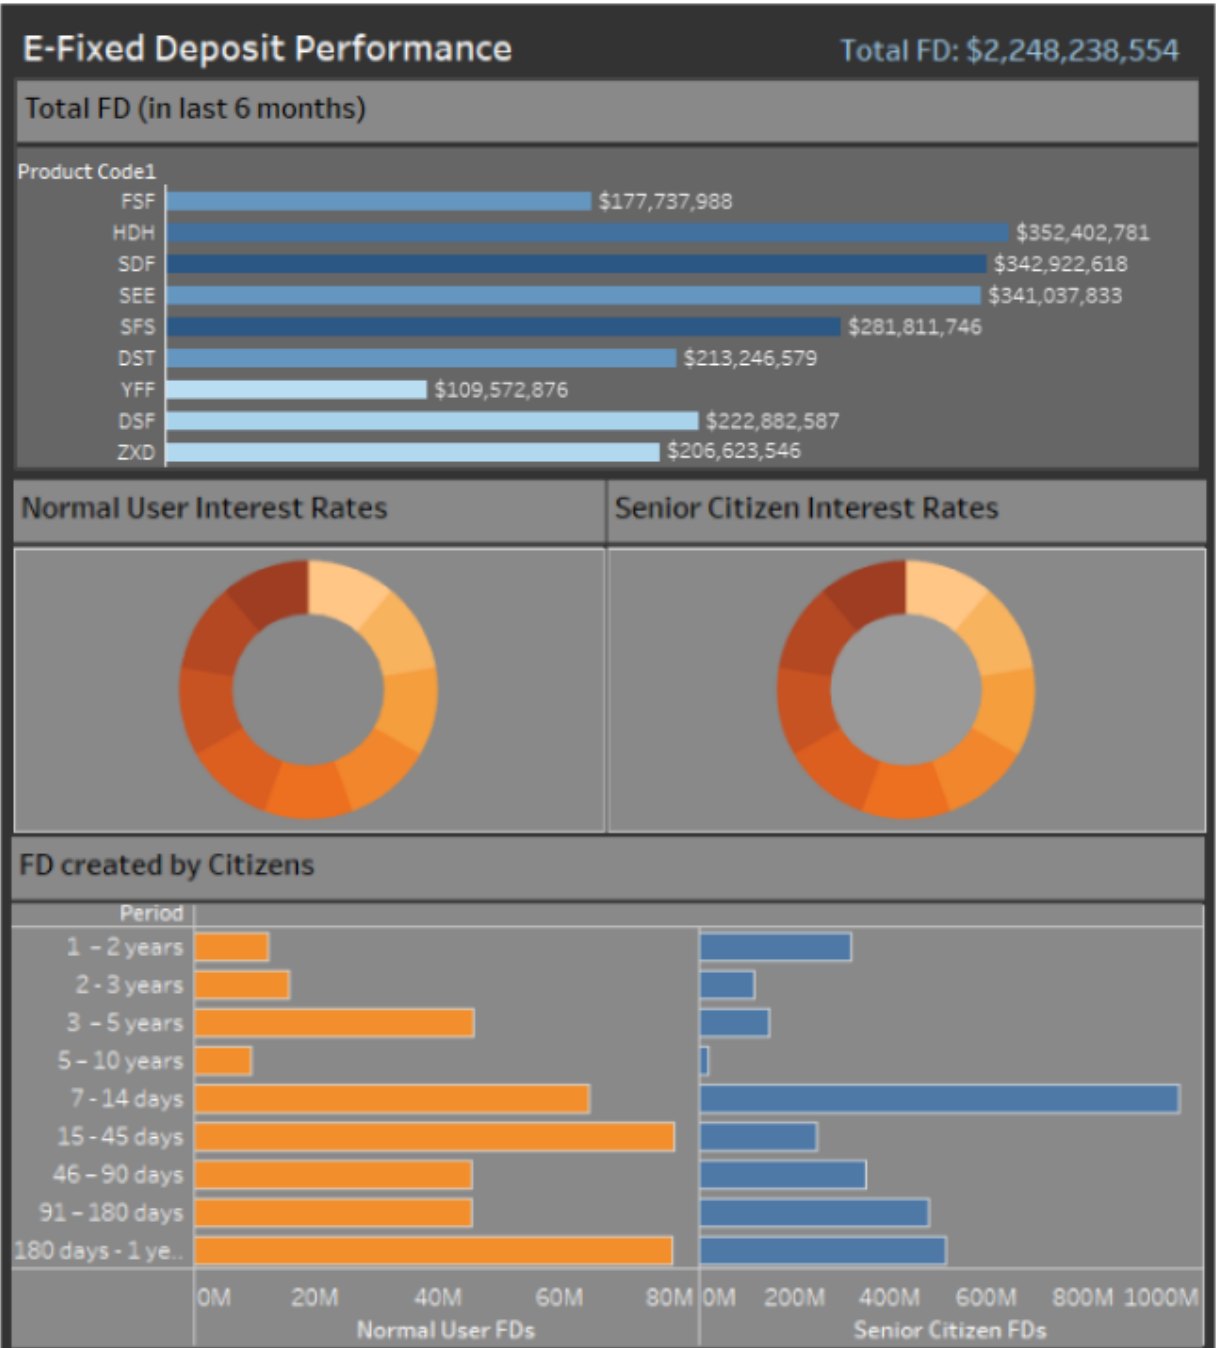 E-Fixed Deposit Performance
Total FD: $2,248,238,554
Total FD (in last 6 months)
Product Code1
FSF $177,737,988
HDH $352,402,781
SDF $342,922,618
SEE $341,037,833
SFS $281,811,746
DST $213,246,579
YFF $109,572,876
DSF $222,882,587
ZXD $206,623,546
Normal User Interest Rates
Senior Citizen Interest Rates
FD created by Citizens
Period
1 – 2 years
2 - 3 years
3 – 5 years
5 – 10 years
7 - 14 days
15 - 45 days
46 – 90 days
91 – 180 days
180 days - 1 ye..
0M 20M 40M 60M 80M 0M 200M 400M 600M 800M 1000M
Normal User FDs
Senior Citizen FDs